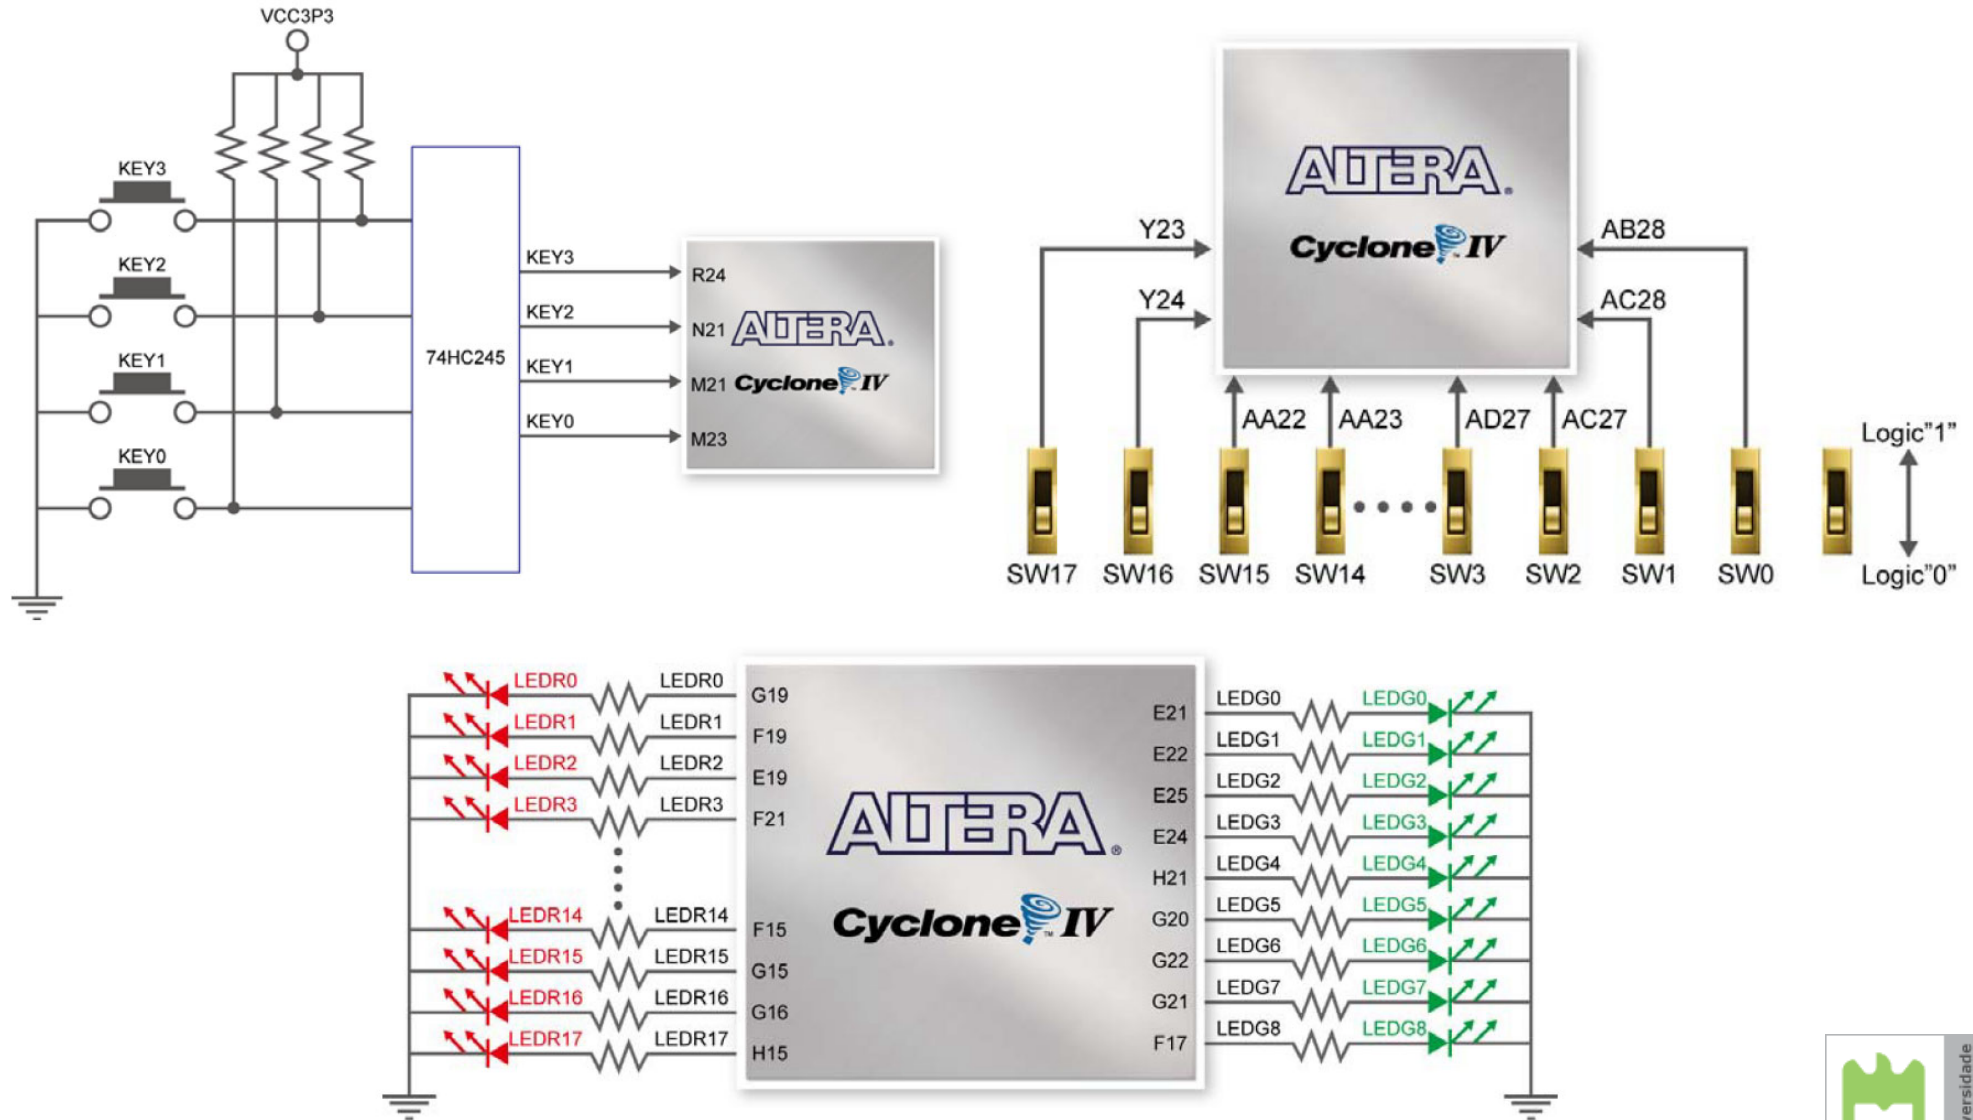 VCC3P3
KEY3
KEY2
KEY1
KEY0
74HC245
KEY3
KEY2
KEY1
KEY0
R24
N21
M21
M23
ALTERA.
Cyclone IV
ALTERA®
Cyclone™ IV
Y23
Y24
AB28
AC28
AA22
AA23
AD27
AC27
Logic"1"
Logic"0"
SW17
SW16
SW15
SW14
SW3
SW2
SW1
SW0
LEDR0
LEDR0
G19
LEDR1
LEDR1
F19
LEDR2
LEDR2
E19
LEDR3
LEDR3
F21
LEDR14
LEDR14
F15
LEDR15
LEDR15
G15
LEDR16
LEDR16
G16
LEDR17
LEDR17
H15
ALTERA®
Cyclone™ IV
E21
LEDG0
LEDG0
E22
LEDG1
LEDG1
E25
LEDG2
LEDG2
E24
LEDG3
LEDG3
H21
LEDG4
LEDG4
G20
LEDG5
LEDG5
G22
LEDG6
LEDG6
G21
LEDG7
LEDG7
F17
LEDG8
LEDG8
versidade